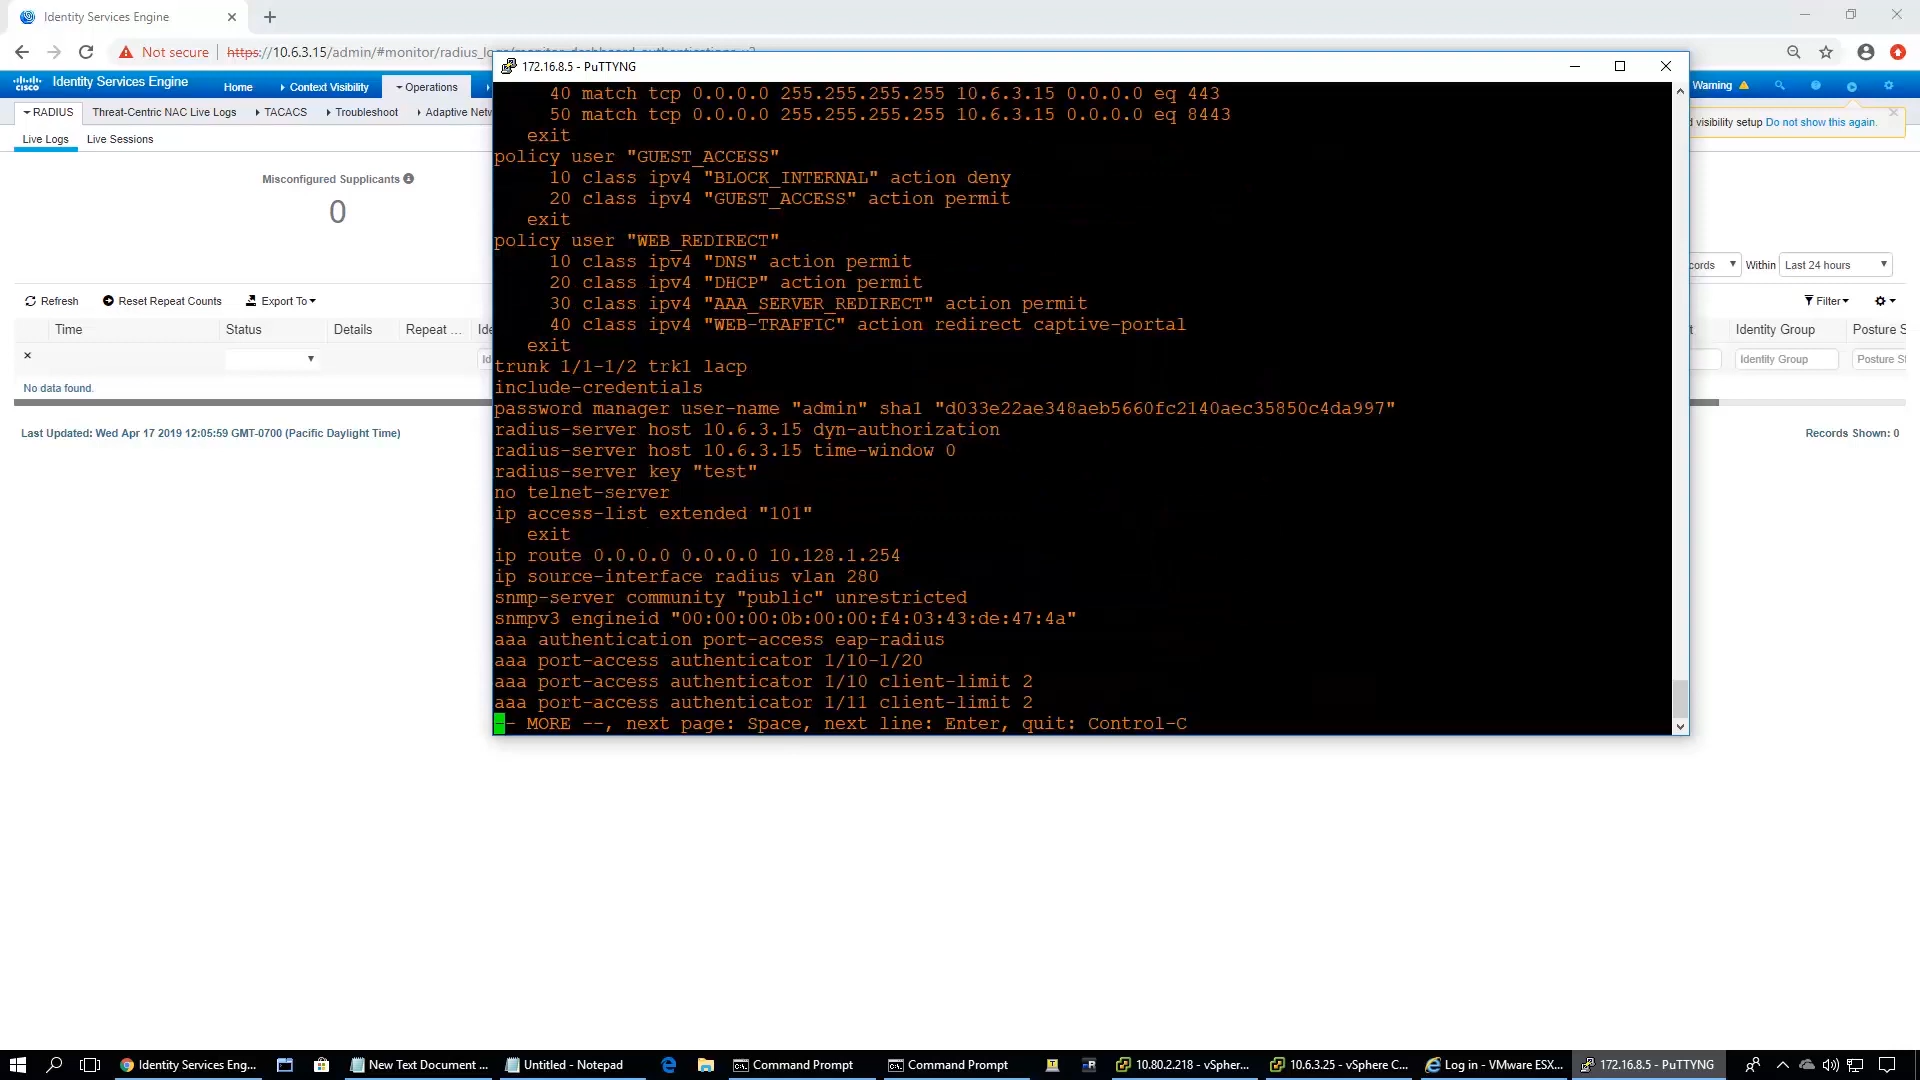 Identity Services Engine
Not secure
https://10.6.3.15/admin/#monitor/radius_lo
172.16.8.5 - PuTTYNG
CISCO
Identity Services Engine
Home
Context Visibility
Operations
Warning
RADIUS
Threat-Centric NAC Live Logs
TACACS
Troubleshoot
Adaptive Netw
d visibility setup Do not show this again.
Live Logs
Live Sessions
Misconfigured Supplicants
0
cords
Within
Last 24 hours
Refresh
Reset Repeat Counts
Export To
Filter
Time
Status
Details
Repeat ...
Ide
t
Identity Group
Posture S
Id
Identity Group
Posture St
No data found.
Last Updated: Wed Apr 17 2019 12:05:59 GMT-0700 (Pacific Daylight Time)
Records Shown: 0
40 match tcp 0.0.0.0 255.255.255.255 10.6.3.15 0.0.0.0 eq 443
50 match tcp 0.0.0.0 255.255.255.255 10.6.3.15 0.0.0.0 eq 8443
exit
policy user "GUEST_ACCESS"
10 class ipv4 "BLOCK_INTERNAL" action deny
20 class ipv4 "GUEST_ACCESS" action permit
exit
policy user "WEB_REDIRECT"
10 class ipv4 "DNS" action permit
20 class ipv4 "DHCP" action permit
30 class ipv4 "AAA_SERVER_REDIRECT" action permit
40 class ipv4 "WEB-TRAFFIC" action redirect captive-portal
exit
trunk 1/1-1/2 trk1 lacp
include-credentials
password manager user-name "admin" sha1 "d033e22ae348aeb5660fc2140aec35850c4da997"
radius-server host 10.6.3.15 dyn-authorization
radius-server host 10.6.3.15 time-window 0
radius-server key "test"
no telnet-server
ip access-list extended "101"
exit
ip route 0.0.0.0 0.0.0.0 10.128.1.254
ip source-interface radius vlan 280
snmp-server community "public" unrestricted
snmpv3 engineid "00:00:00:0b:00:00:f4:03:43:de:47:4a"
aaa authentication port-access eap-radius
aaa port-access authenticator 1/10-1/20
aaa port-access authenticator 1/10 client-limit 2
aaa port-access authenticator 1/11 client-limit 2
-- MORE --, next page: Space, next line: Enter, quit: Control-C
Identity Services Eng...
New Text Document ...
Untitled - Notepad
Command Prompt
Command Prompt
10.80.2.218 - vSphere...
10.6.3.25 - vSphere C...
Log in - VMware ESX...
172.16.8.5 - PuTTYNG